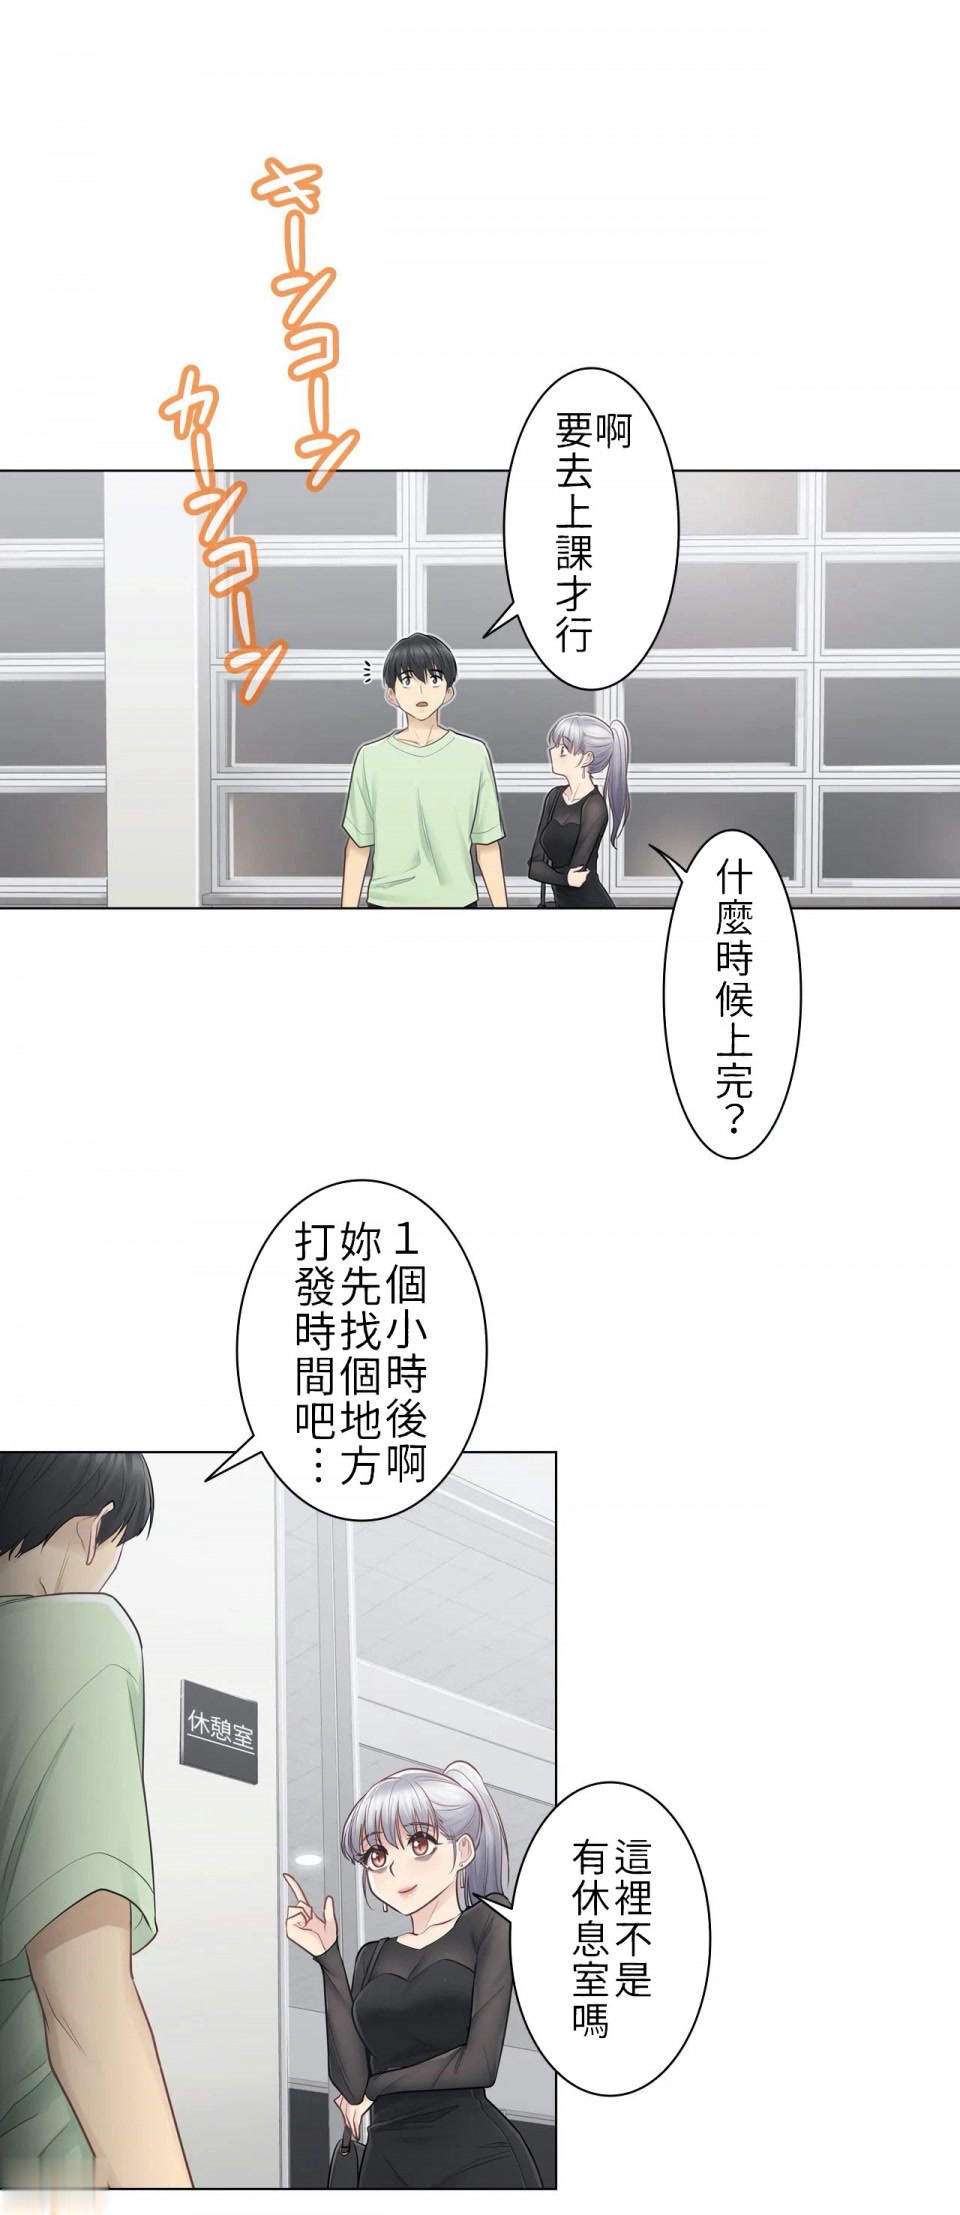 キーンコーン
カーンコーン
啊
要去上課才行
什麼時候上完？
１個小時後啊
妳先找個地方
打發時間吧…
休憩室
這裡不是
有休息室嗎